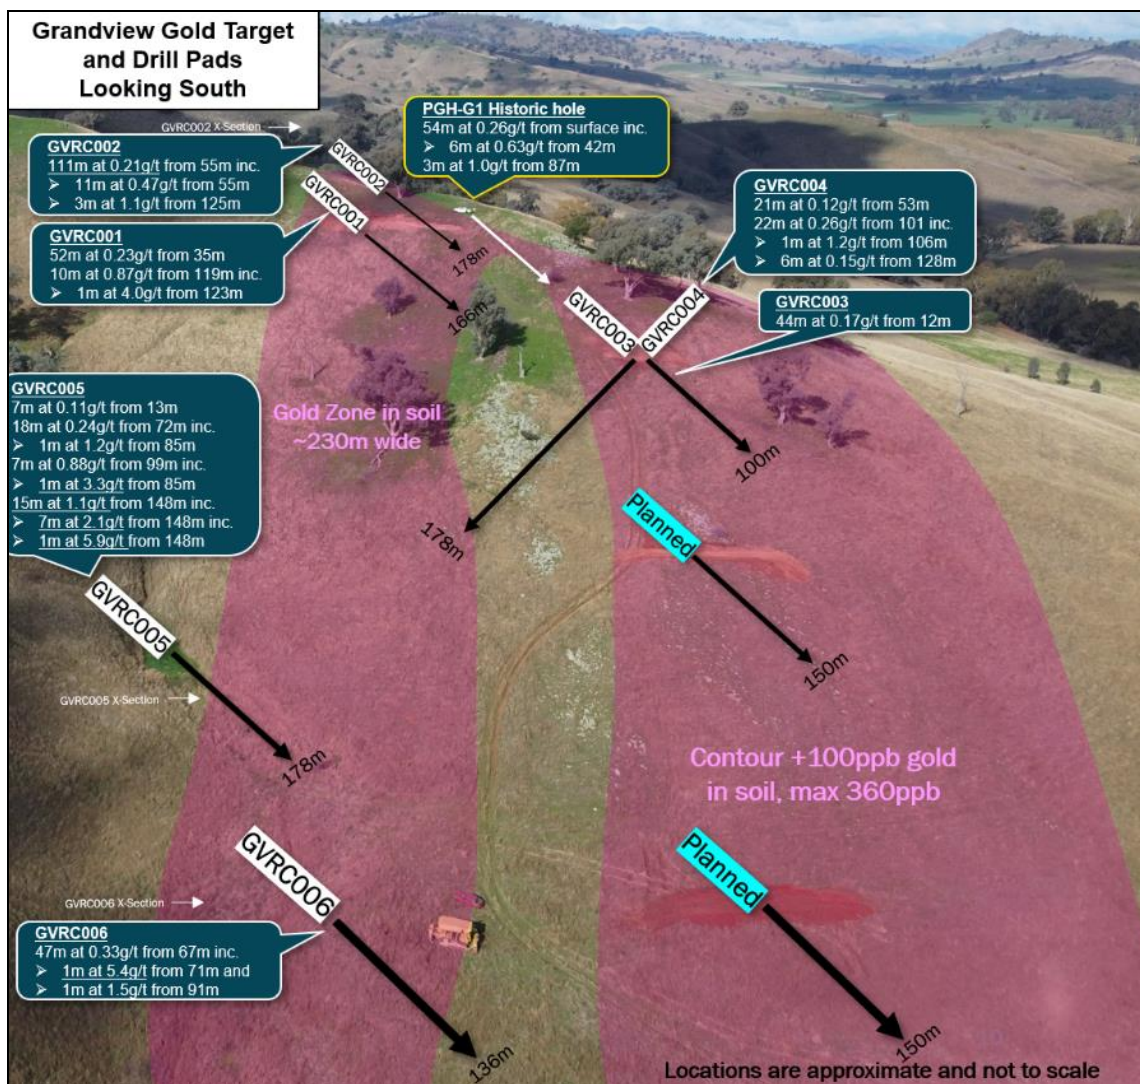 Grandview Gold Target
and Drill Pads
Looking South
GVRC002 X-Section
PGH-G1 Historic hole
54m at 0.26g/t from surface inc.
➢ 6m at 0.63g/t from 42m
3m at 1.0g/t from 87m
GVRC002
111m at 0.21g/t from 55m inc.
➢ 11m at 0.47g/t from 55m
➢ 3m at 1.1g/t from 125m
GVRC002
178m
GVRC001
52m at 0.23g/t from 35m
10m at 0.87g/t from 119m inc.
➢ 1m at 4.0g/t from 123m
GVRC001
166m
GVRC004
21m at 0.12g/t from 53m
22m at 0.26g/t from 101 inc.
➢ 1m at 1.2g/t from 106m
➢ 6m at 0.15g/t from 128m
GVRC003
44m at 0.17g/t from 12m
GVRC003
GVRC004
178m
100m
GVRC005
7m at 0.11g/t from 13m
18m at 0.24g/t from 72m inc.
➢ 1m at 1.2g/t from 85m
7m at 0.88g/t from 99m inc.
➢ 1m at 3.3g/t from 85m
15m at 1.1g/t from 148m inc.
➢ 7m at 2.1g/t from 148m inc.
➢ 1m at 5.9g/t from 148m
Gold Zone in soil
~230m wide
Planned
150m
GVRC005
GVRC005 X-Section
178m
Contour +100ppb gold
in soil, max 360ppb
GVRC006
Planned
GVRC006 X-Section
GVRC006
47m at 0.33g/t from 67m inc.
➢ 1m at 5.4g/t from 71m and
➢ 1m at 1.5g/t from 91m
136m
150m
Locations are approximate and not to scale